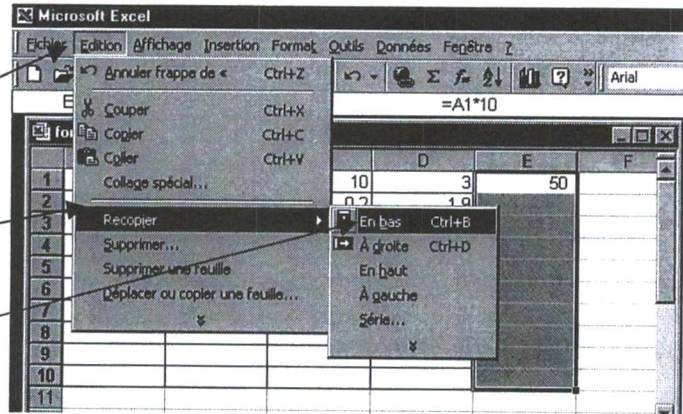 Microsoft Excel
Fichier Edition Affichage Insertion Format Outils Données Fenêtre ?
Annuler frappe de « Ctrl+Z
Arial
E
=A1*10
Couper Ctrl+X
Copier Ctrl+C
Coller Ctrl+V
Collage spécial...
Recopier
Supprimer...
Supprimer une feuille
Déplacer ou copier une feuille...
for
D E F
1 10 3 50
2 0.2 1.9
3
4
5
6
7
8
9
10
11
En bas Ctrl+B
À droite Ctrl+D
En haut
À gauche
Série...